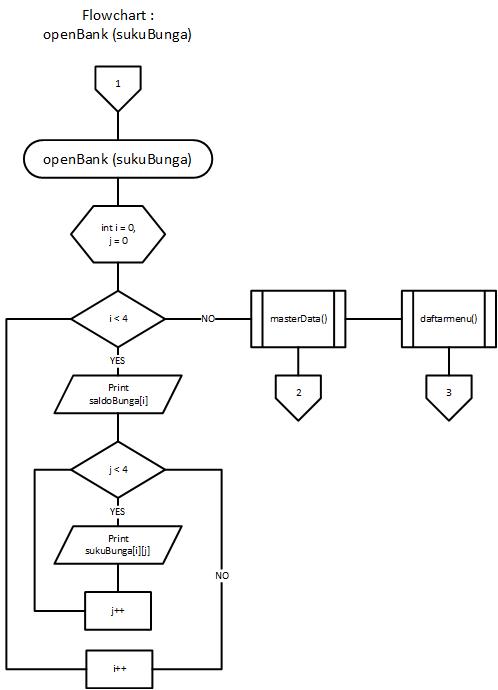 Flowchart :
openBank (sukuBunga)
1
openBank (sukuBunga)
int i = 0,
j = 0
i < 4
NO
masterData()
daftarmenu()
YES
2
3
Print
saldoBunga[i]
j < 4
YES
Print
sukuBunga[i][j]
NO
j++
i++